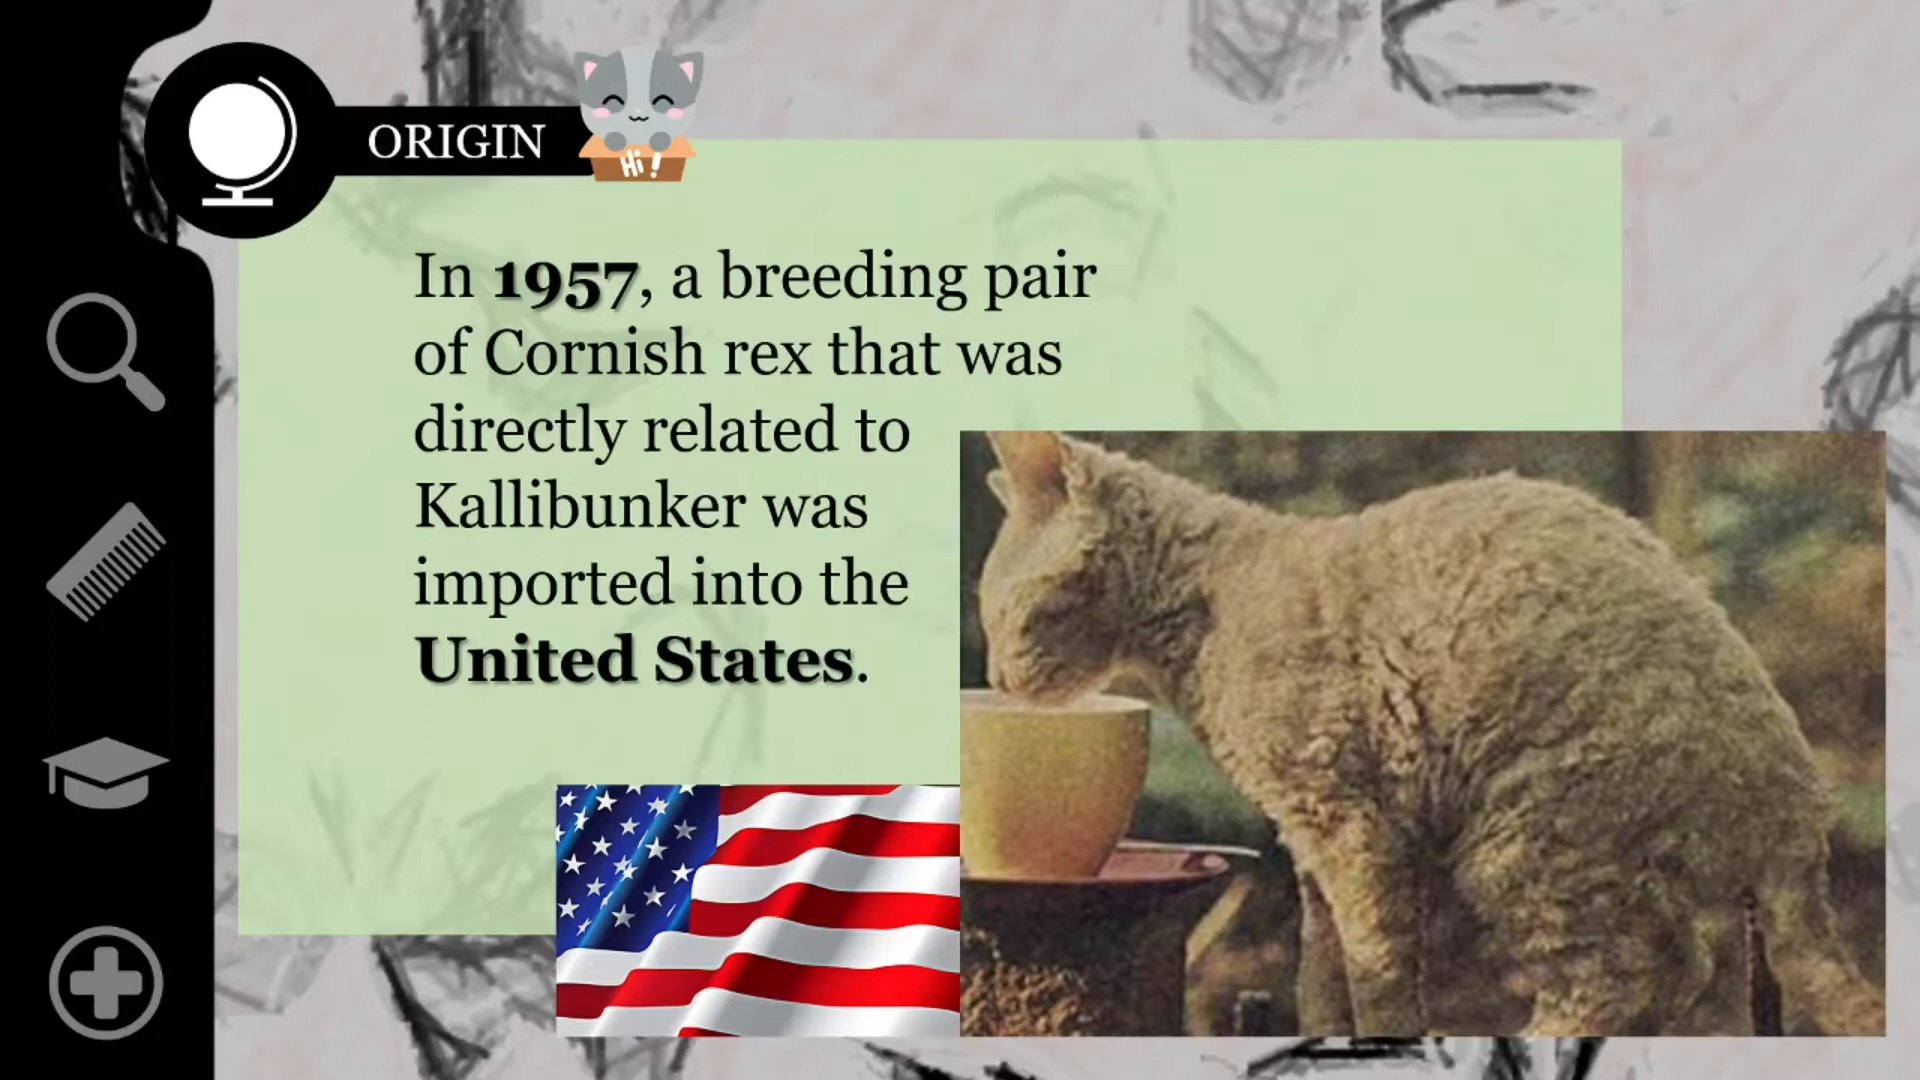 ORIGIN
Hi !
In 1957, a breeding pair
of Cornish rex that was
directly related to
Kallibunker was
imported into the
United States.